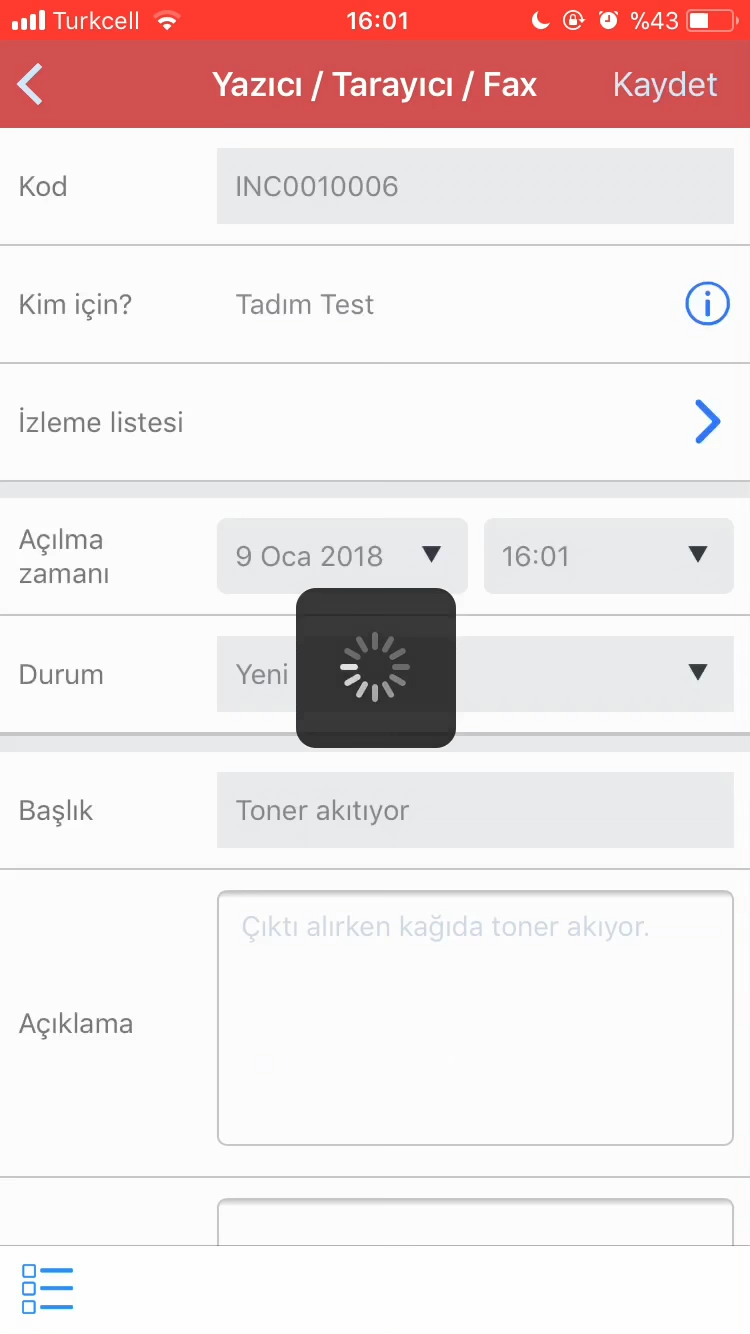 Turkcell 16:01 %43
Yazıcı / Tarayıcı / Fax Kaydet
Kod INC0010006
Kim için? Tadım Test
İzleme listesi
Açılma zamanı 9 Oca 2018 16:01
Durum Yeni
Başlık Toner akıtıyor
Açıklama Çıktı alırken kağıda toner akıyor.